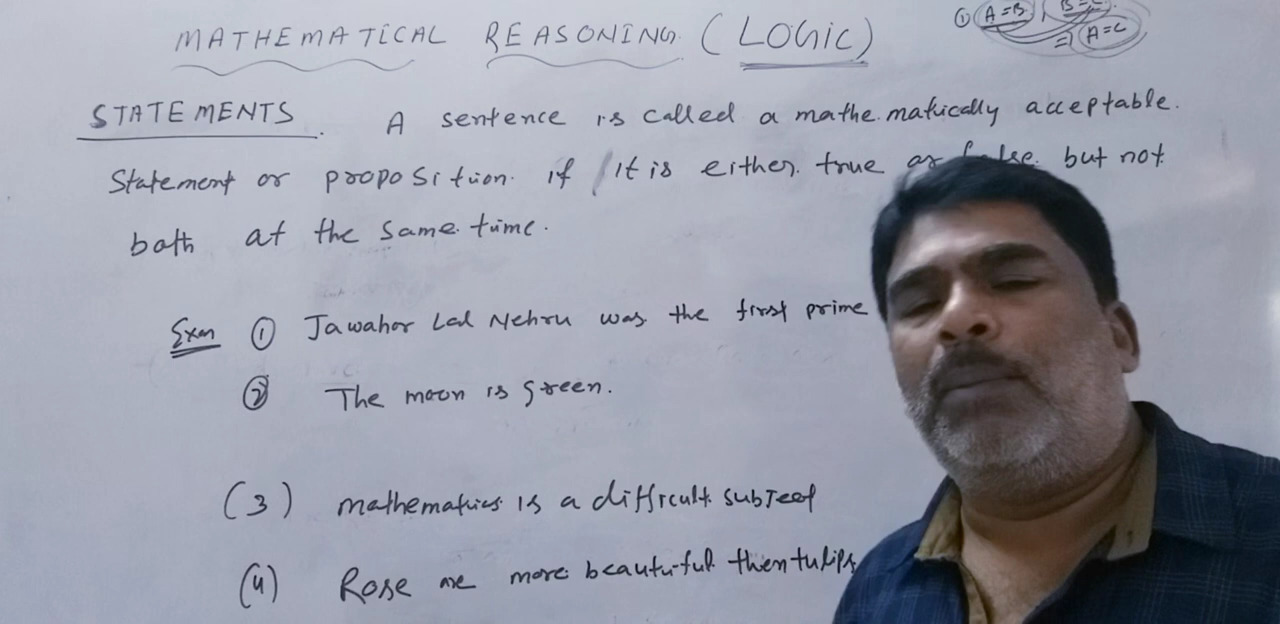 MATHEMATICAL REASONING (LOGIC)
① A=B, B=C
⇒ A=C
STATEMENTS. A sentence is called a mathematically acceptable.
Statement or proposition if it is either true or false but not
both at the same time.
Exm ① Jawahar Lal Nehru was the first prime
② The moon is green.
(3) mathematics is a difficult subject
(4) Rose are more beautiful then tulips